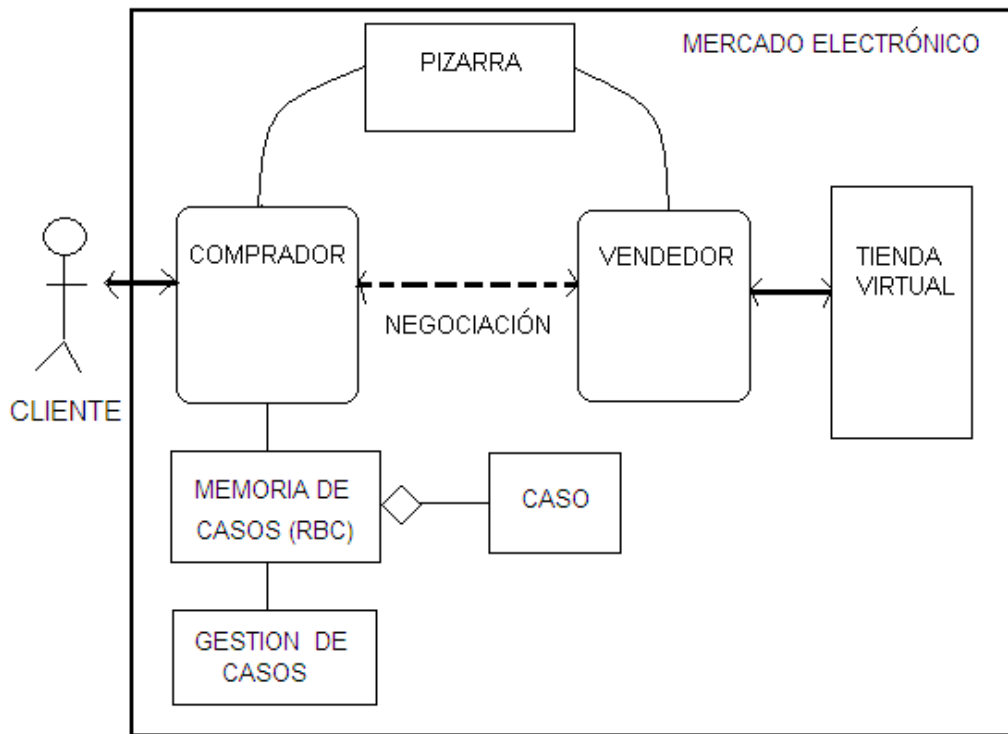 MERCADO ELECTRÓNICO
PIZARRA
COMPRADOR
VENDEDOR
TIENDA
VIRTUAL
NEGOCIACIÓN
CLIENTE
MEMORIA DE
CASOS (RBC)
CASO
GESTION DE
CASOS